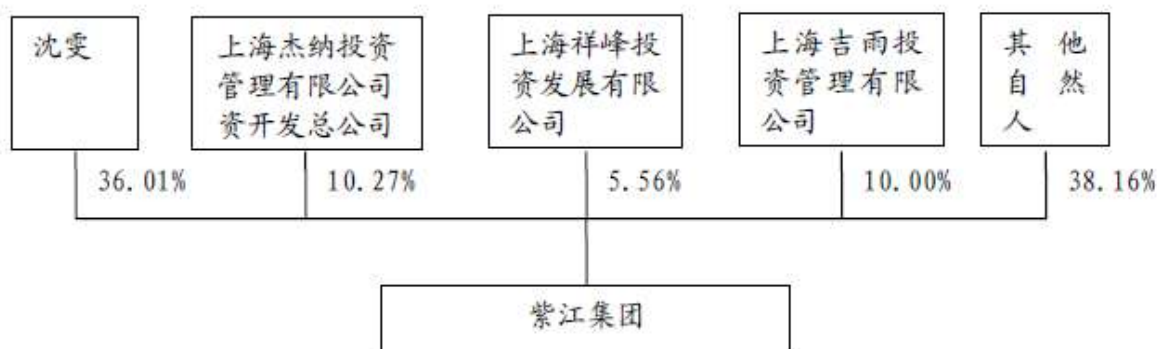 沈雯
上海杰纳投资
管理有限公司
资开发总公司
上海祥峰投
资发展有限
公司
上海吉雨投
资管理有限
公司
其他
自然
人
36.01%
10.27%
5.56%
10.00%
38.16%
紫江集团